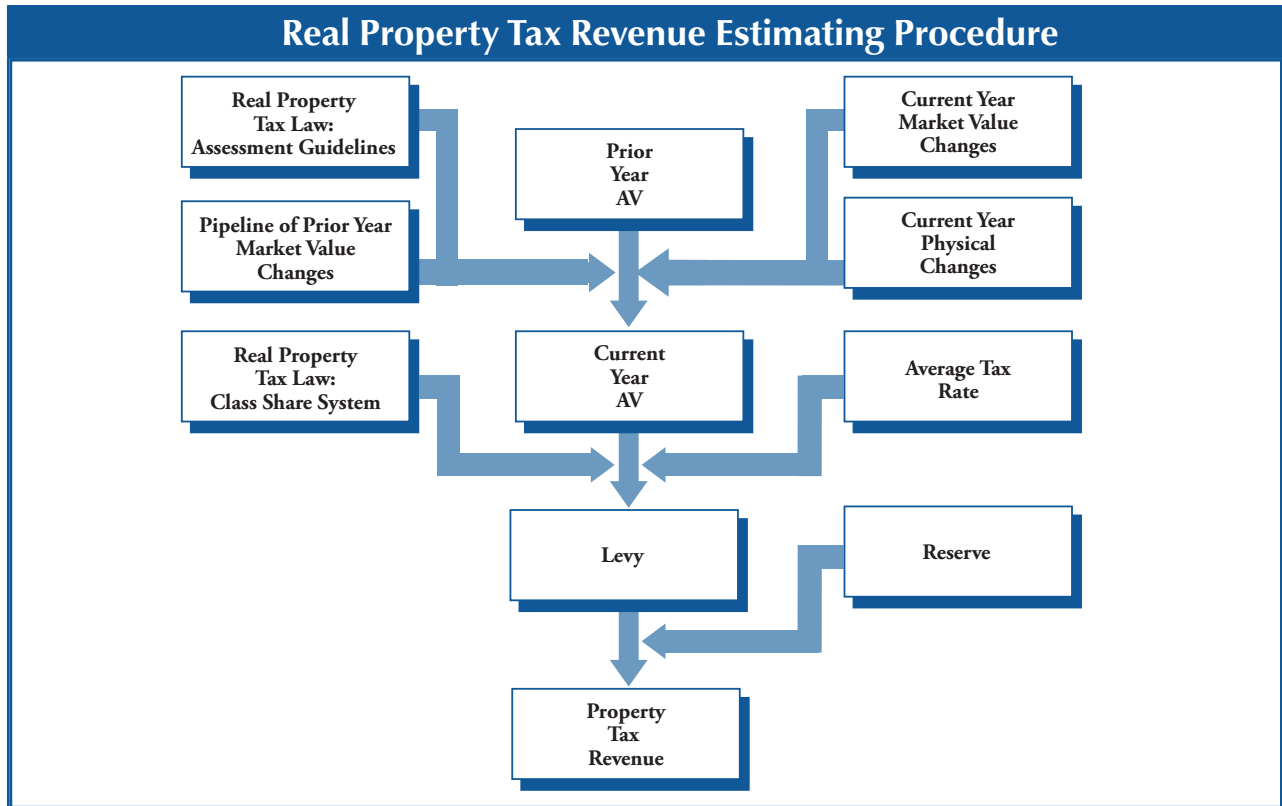 Real Property Tax Revenue Estimating Procedure
Real Property
Tax Law:
Assessment Guidelines
Prior
Year
AV
Current Year
Market Value
Changes
Pipeline of Prior Year
Market Value
Changes
Current Year
Physical
Changes
Real Property
Tax Law:
Class Share System
Current
Year
AV
Average Tax
Rate
Levy
Reserve
Property
Tax
Revenue